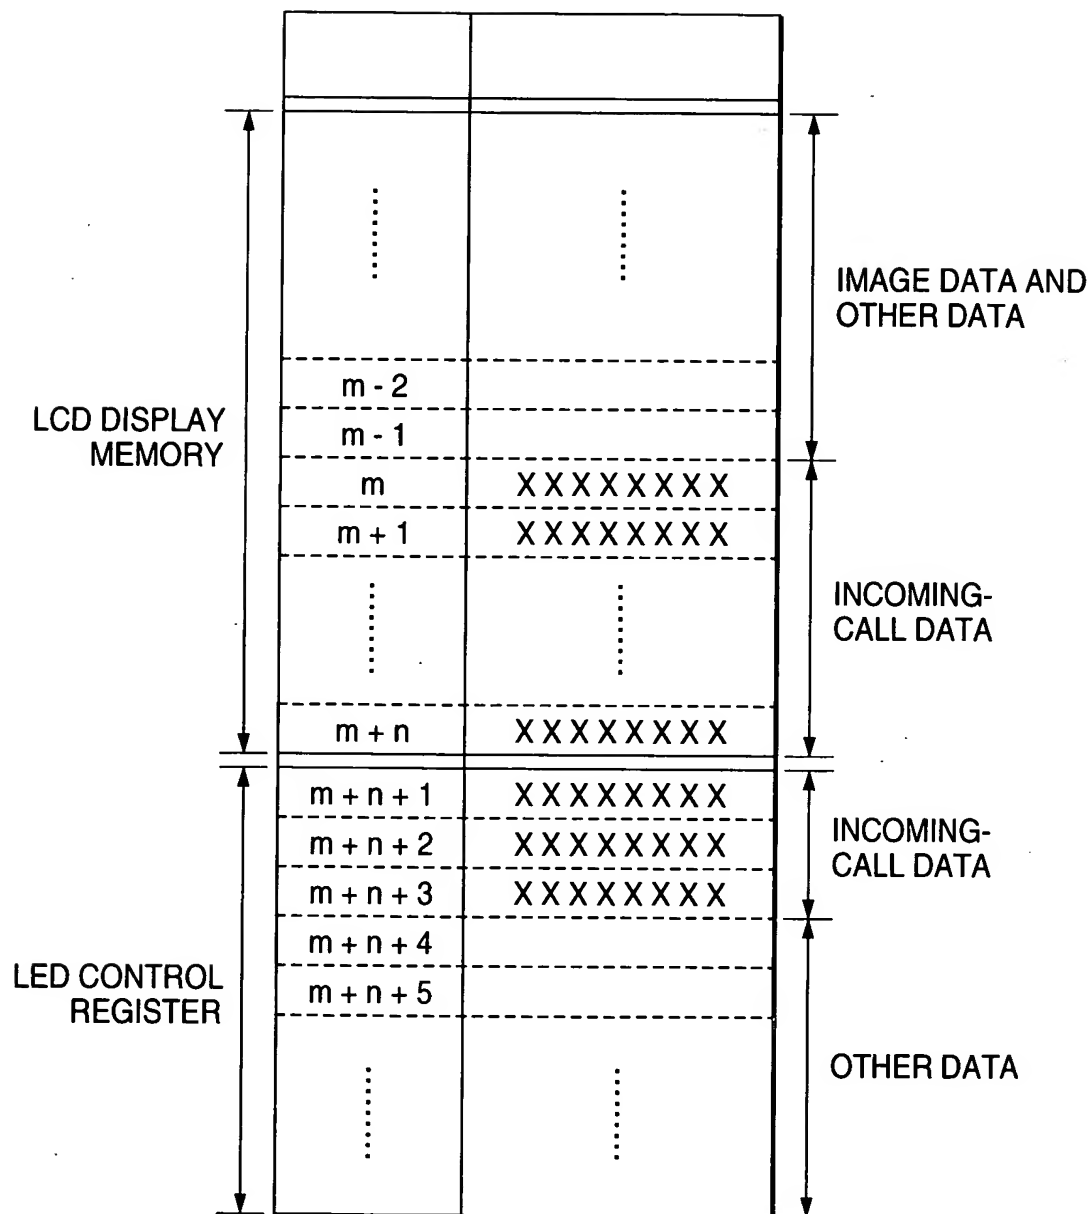 IMAGE DATA AND
OTHER DATA
m - 2
LCD DISPLAY
MEMORY
m - 1
m XXXXXXXX
m + 1 XXXXXXXX
INCOMING-
CALL DATA
m + n XXXXXXXX
m + n + 1 XXXXXXXX
m + n + 2 XXXXXXXX
INCOMING-
CALL DATA
m + n + 3 XXXXXXXX
m + n + 4
LED CONTROL
REGISTER
m + n + 5
OTHER DATA